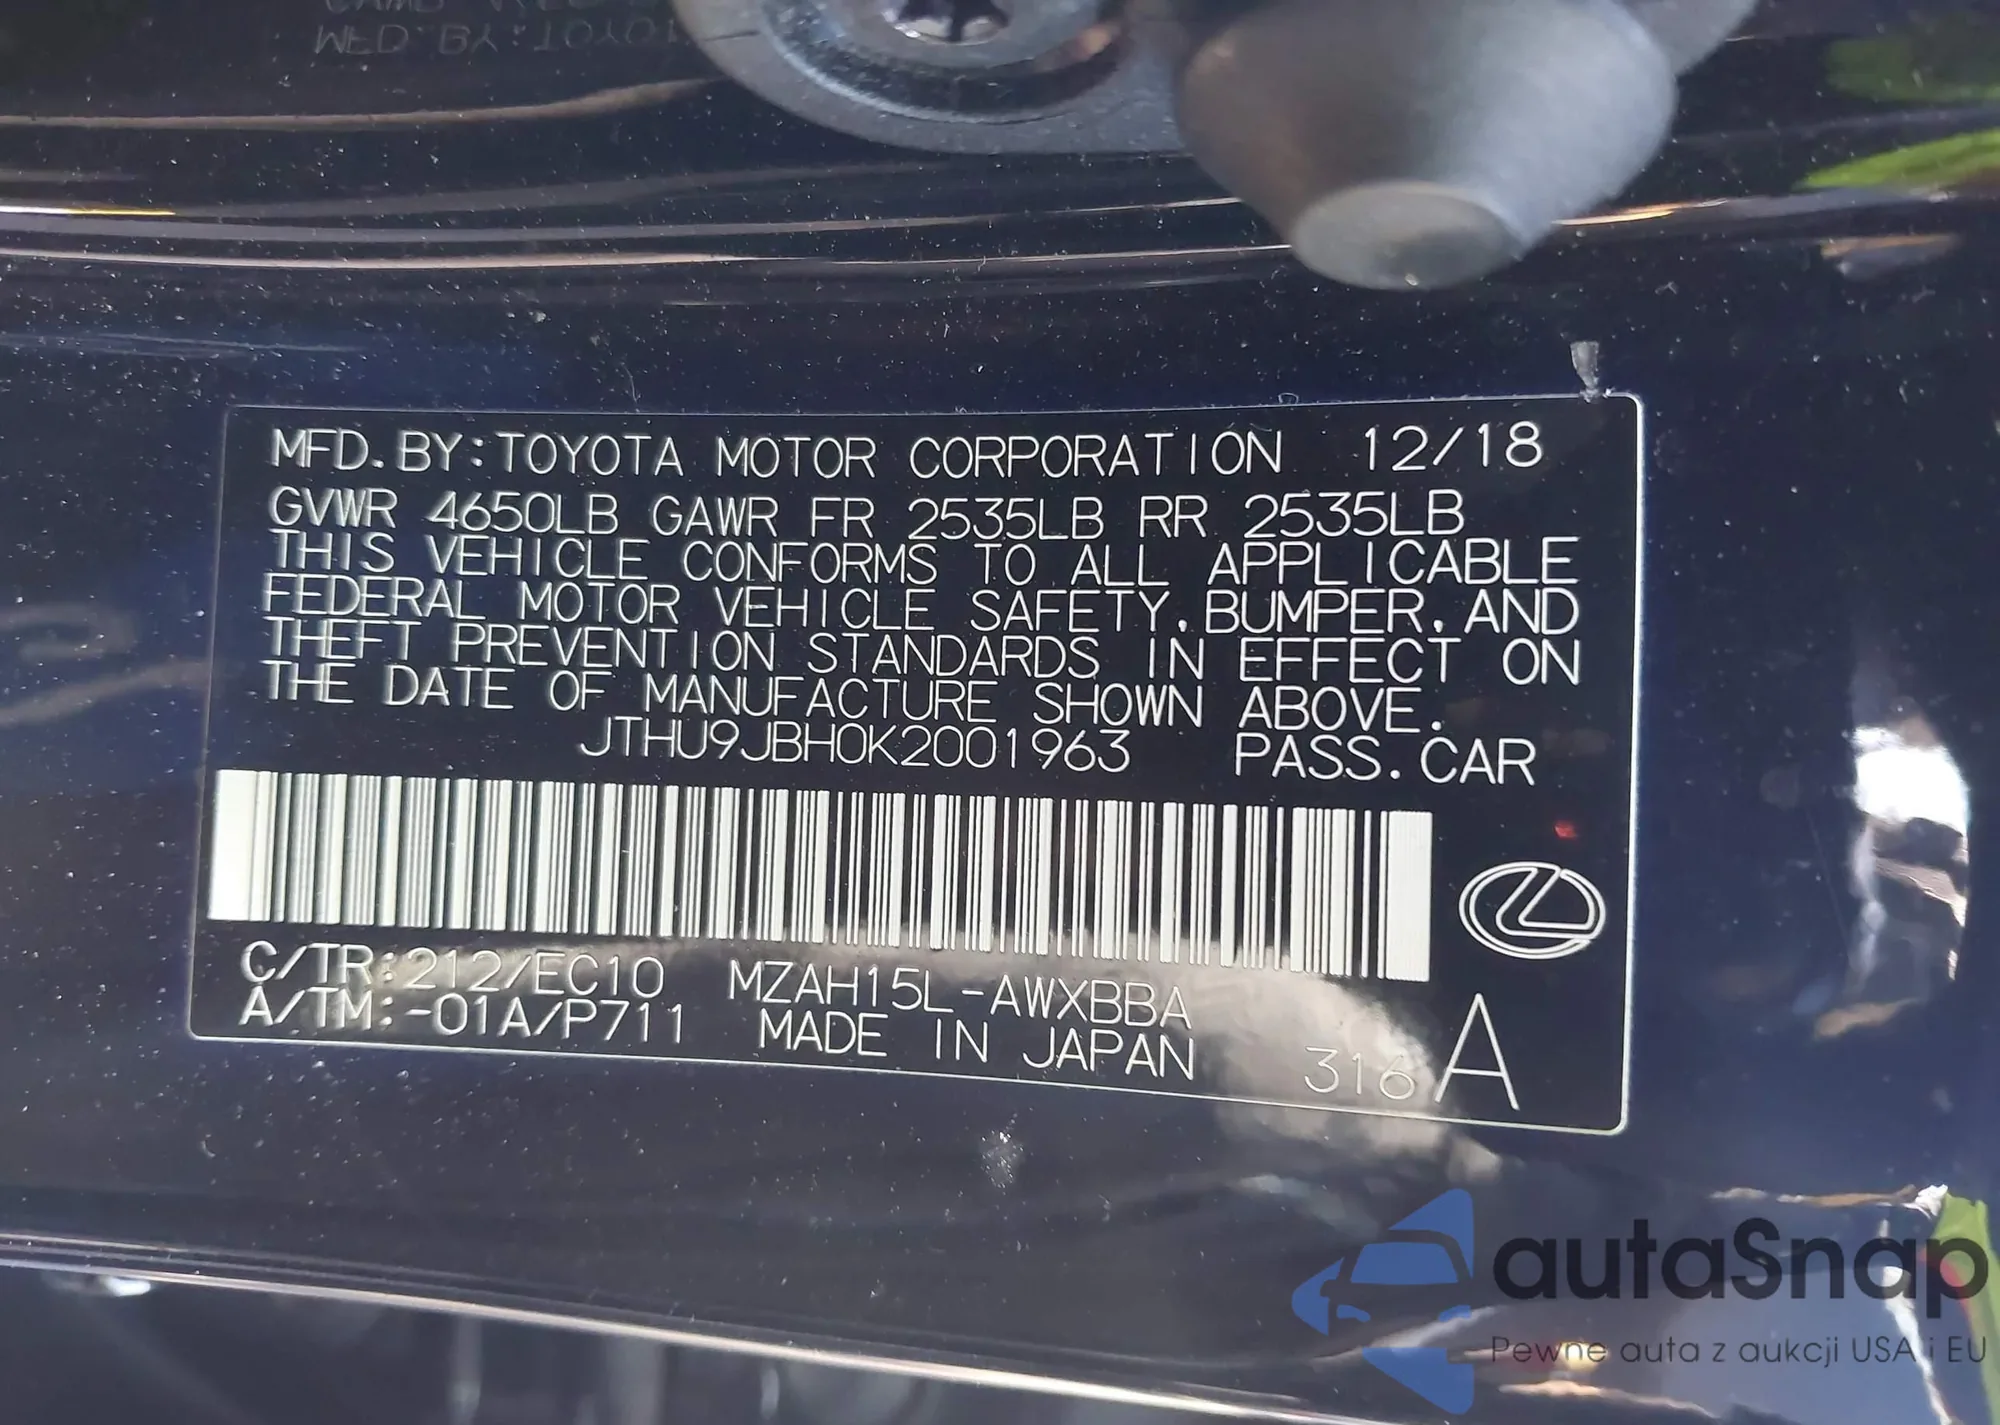 MFD. BY: TOYOTA MOTOR CORPORATION 12/18
GVWR 4650LB GAWR FR 2535LB RR 2535LB
THIS VEHICLE CONFORMS TO ALL APPLICABLE
FEDERAL MOTOR VEHICLE SAFETY, BUMPER, AND
THEFT PREVENTION STANDARDS IN EFFECT ON
THE DATE OF MANUFACTURE SHOWN ABOVE.
JTHU9JBH0K2001963 PASS. CAR
C/TR: 212/EC10 MZAH15L-AWXBBA
A/TM: -01A/P711 MADE IN JAPAN 316 A
autaSnap
Pewne auta z aukcji USA i EU